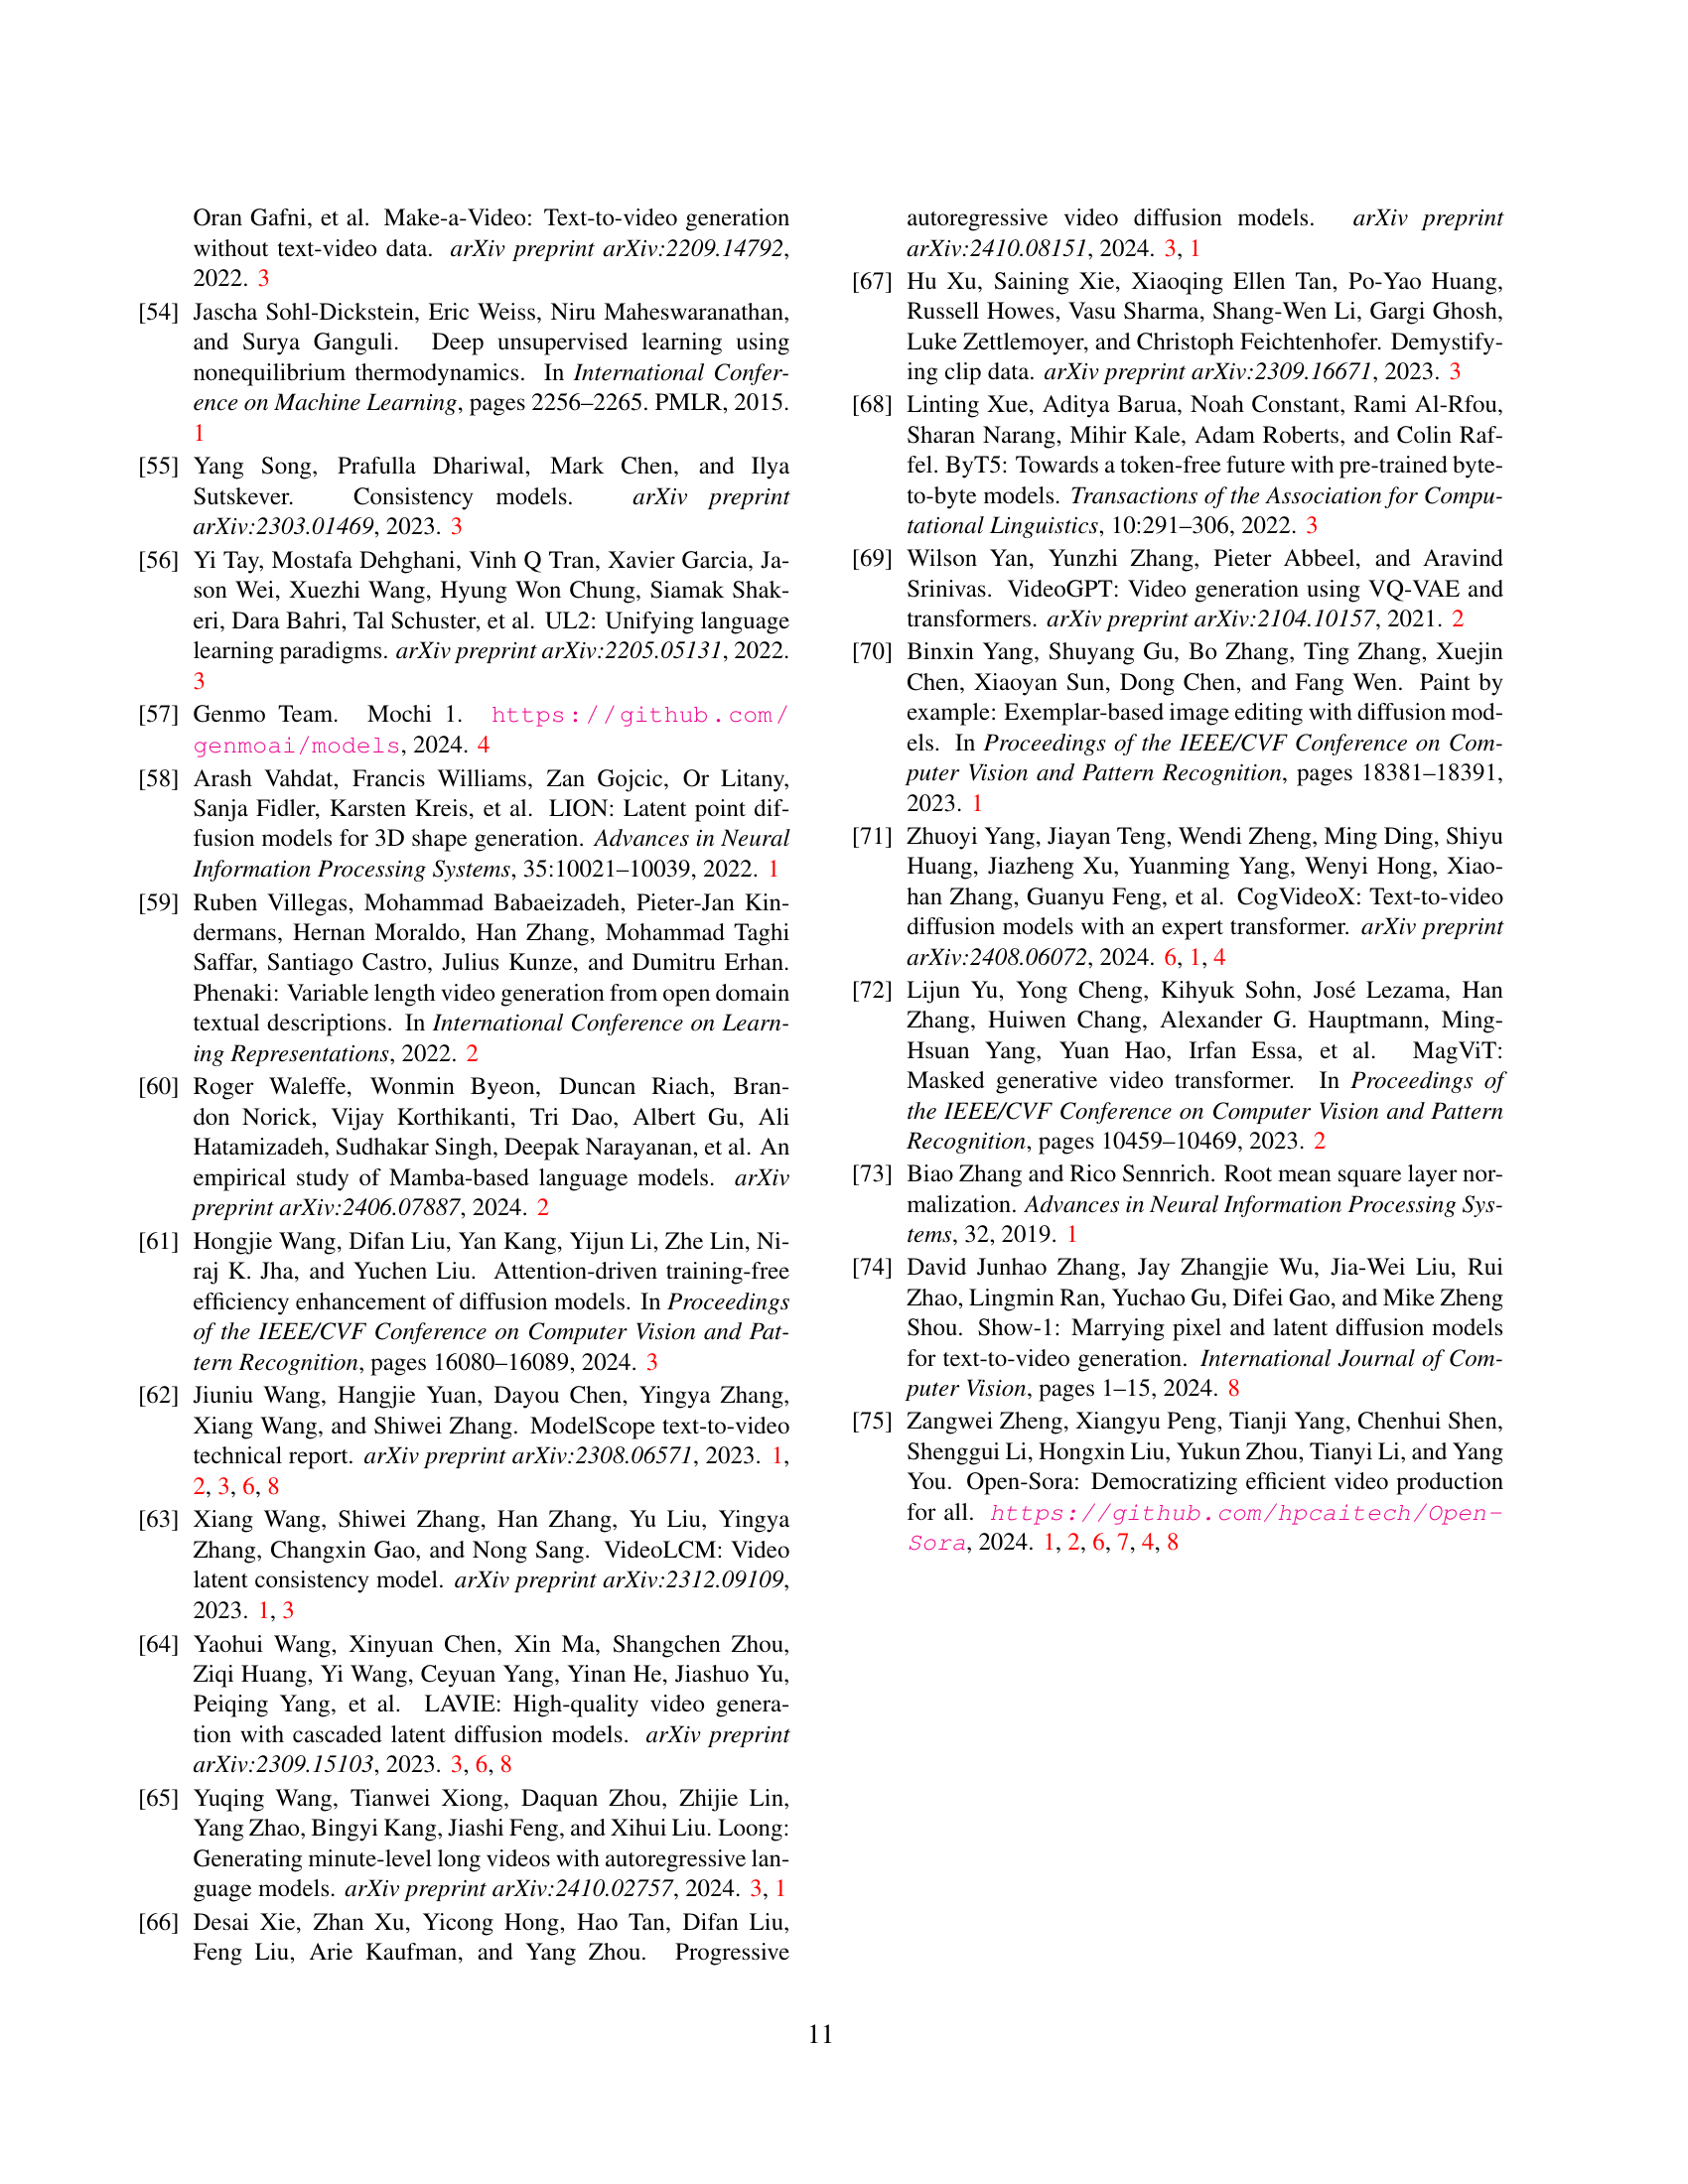 Oran Gafni, et al. Make-a-Video: Text-to-video generation
without text-video data. arXiv preprint arXiv:2209.14792,
2022. 3
[54] Jascha Sohl-Dickstein, Eric Weiss, Niru Maheswaranathan,
and Surya Ganguli. Deep unsupervised learning using
nonequilibrium thermodynamics. In International Confer-
ence on Machine Learning, pages 2256–2265. PMLR, 2015.
1
[55] Yang Song, Prafulla Dhariwal, Mark Chen, and Ilya
Sutskever. Consistency models. arXiv preprint
arXiv:2303.01469, 2023. 3
[56] Yi Tay, Mostafa Dehghani, Vinh Q Tran, Xavier Garcia, Ja-
son Wei, Xuezhi Wang, Hyung Won Chung, Siamak Shak-
eri, Dara Bahri, Tal Schuster, et al. UL2: Unifying language
learning paradigms. arXiv preprint arXiv:2205.05131, 2022.
3
[57] Genmo Team. Mochi 1. https://github.com/
genmoai/models, 2024. 4
[58] Arash Vahdat, Francis Williams, Zan Gojcic, Or Litany,
Sanja Fidler, Karsten Kreis, et al. LION: Latent point dif-
fusion models for 3D shape generation. Advances in Neural
Information Processing Systems, 35:10021–10039, 2022. 1
[59] Ruben Villegas, Mohammad Babaeizadeh, Pieter-Jan Kin-
dermans, Hernan Moraldo, Han Zhang, Mohammad Taghi
Saffar, Santiago Castro, Julius Kunze, and Dumitru Erhan.
Phenaki: Variable length video generation from open domain
textual descriptions. In International Conference on Learn-
ing Representations, 2022. 2
[60] Roger Waleffe, Wonmin Byeon, Duncan Riach, Bran-
don Norick, Vijay Korthikanti, Tri Dao, Albert Gu, Ali
Hatamizadeh, Sudhakar Singh, Deepak Narayanan, et al. An
empirical study of Mamba-based language models. arXiv
preprint arXiv:2406.07887, 2024. 2
[61] Hongjie Wang, Difan Liu, Yan Kang, Yijun Li, Zhe Lin, Ni-
raj K. Jha, and Yuchen Liu. Attention-driven training-free
efficiency enhancement of diffusion models. In Proceedings
of the IEEE/CVF Conference on Computer Vision and Pat-
tern Recognition, pages 16080–16089, 2024. 3
[62] Jiuniu Wang, Hangjie Yuan, Dayou Chen, Yingya Zhang,
Xiang Wang, and Shiwei Zhang. ModelScope text-to-video
technical report. arXiv preprint arXiv:2308.06571, 2023. 1,
2, 3, 6, 8
[63] Xiang Wang, Shiwei Zhang, Han Zhang, Yu Liu, Yingya
Zhang, Changxin Gao, and Nong Sang. VideoLCM: Video
latent consistency model. arXiv preprint arXiv:2312.09109,
2023. 1, 3
[64] Yaohui Wang, Xinyuan Chen, Xin Ma, Shangchen Zhou,
Ziqi Huang, Yi Wang, Ceyuan Yang, Yinan He, Jiashuo Yu,
Peiqing Yang, et al. LAVIE: High-quality video genera-
tion with cascaded latent diffusion models. arXiv preprint
arXiv:2309.15103, 2023. 3, 6, 8
[65] Yuqing Wang, Tianwei Xiong, Daquan Zhou, Zhijie Lin,
Yang Zhao, Bingyi Kang, Jiashi Feng, and Xihui Liu. Loong:
Generating minute-level long videos with autoregressive lan-
guage models. arXiv preprint arXiv:2410.02757, 2024. 3, 1
[66] Desai Xie, Zhan Xu, Yicong Hong, Hao Tan, Difan Liu,
Feng Liu, Arie Kaufman, and Yang Zhou. Progressive
autoregressive video diffusion models. arXiv preprint
arXiv:2410.08151, 2024. 3, 1
[67] Hu Xu, Saining Xie, Xiaoqing Ellen Tan, Po-Yao Huang,
Russell Howes, Vasu Sharma, Shang-Wen Li, Gargi Ghosh,
Luke Zettlemoyer, and Christoph Feichtenhofer. Demystify-
ing clip data. arXiv preprint arXiv:2309.16671, 2023. 3
[68] Linting Xue, Aditya Barua, Noah Constant, Rami Al-Rfou,
Sharan Narang, Mihir Kale, Adam Roberts, and Colin Raf-
fel. ByT5: Towards a token-free future with pre-trained byte-
to-byte models. Transactions of the Association for Compu-
tational Linguistics, 10:291–306, 2022. 3
[69] Wilson Yan, Yunzhi Zhang, Pieter Abbeel, and Aravind
Srinivas. VideoGPT: Video generation using VQ-VAE and
transformers. arXiv preprint arXiv:2104.10157, 2021. 2
[70] Binxin Yang, Shuyang Gu, Bo Zhang, Ting Zhang, Xuejin
Chen, Xiaoyan Sun, Dong Chen, and Fang Wen. Paint by
example: Exemplar-based image editing with diffusion mod-
els. In Proceedings of the IEEE/CVF Conference on Com-
puter Vision and Pattern Recognition, pages 18381–18391,
2023. 1
[71] Zhuoyi Yang, Jiayan Teng, Wendi Zheng, Ming Ding, Shiyu
Huang, Jiazheng Xu, Yuanming Yang, Wenyi Hong, Xiao-
han Zhang, Guanyu Feng, et al. CogVideoX: Text-to-video
diffusion models with an expert transformer. arXiv preprint
arXiv:2408.06072, 2024. 6, 1, 4
[72] Lijun Yu, Yong Cheng, Kihyuk Sohn, José Lezama, Han
Zhang, Huiwen Chang, Alexander G. Hauptmann, Ming-
Hsuan Yang, Yuan Hao, Irfan Essa, et al. MagViT:
Masked generative video transformer. In Proceedings of
the IEEE/CVF Conference on Computer Vision and Pattern
Recognition, pages 10459–10469, 2023. 2
[73] Biao Zhang and Rico Sennrich. Root mean square layer nor-
malization. Advances in Neural Information Processing Sys-
tems, 32, 2019. 1
[74] David Junhao Zhang, Jay Zhangjie Wu, Jia-Wei Liu, Rui
Zhao, Lingmin Ran, Yuchao Gu, Difei Gao, and Mike Zheng
Shou. Show-1: Marrying pixel and latent diffusion models
for text-to-video generation. International Journal of Com-
puter Vision, pages 1–15, 2024. 8
[75] Zangwei Zheng, Xiangyu Peng, Tianji Yang, Chenhui Shen,
Shenggui Li, Hongxin Liu, Yukun Zhou, Tianyi Li, and Yang
You. Open-Sora: Democratizing efficient video production
for all. https://github.com/hpcaitech/Open-
Sora, 2024. 1, 2, 6, 7, 4, 8
11